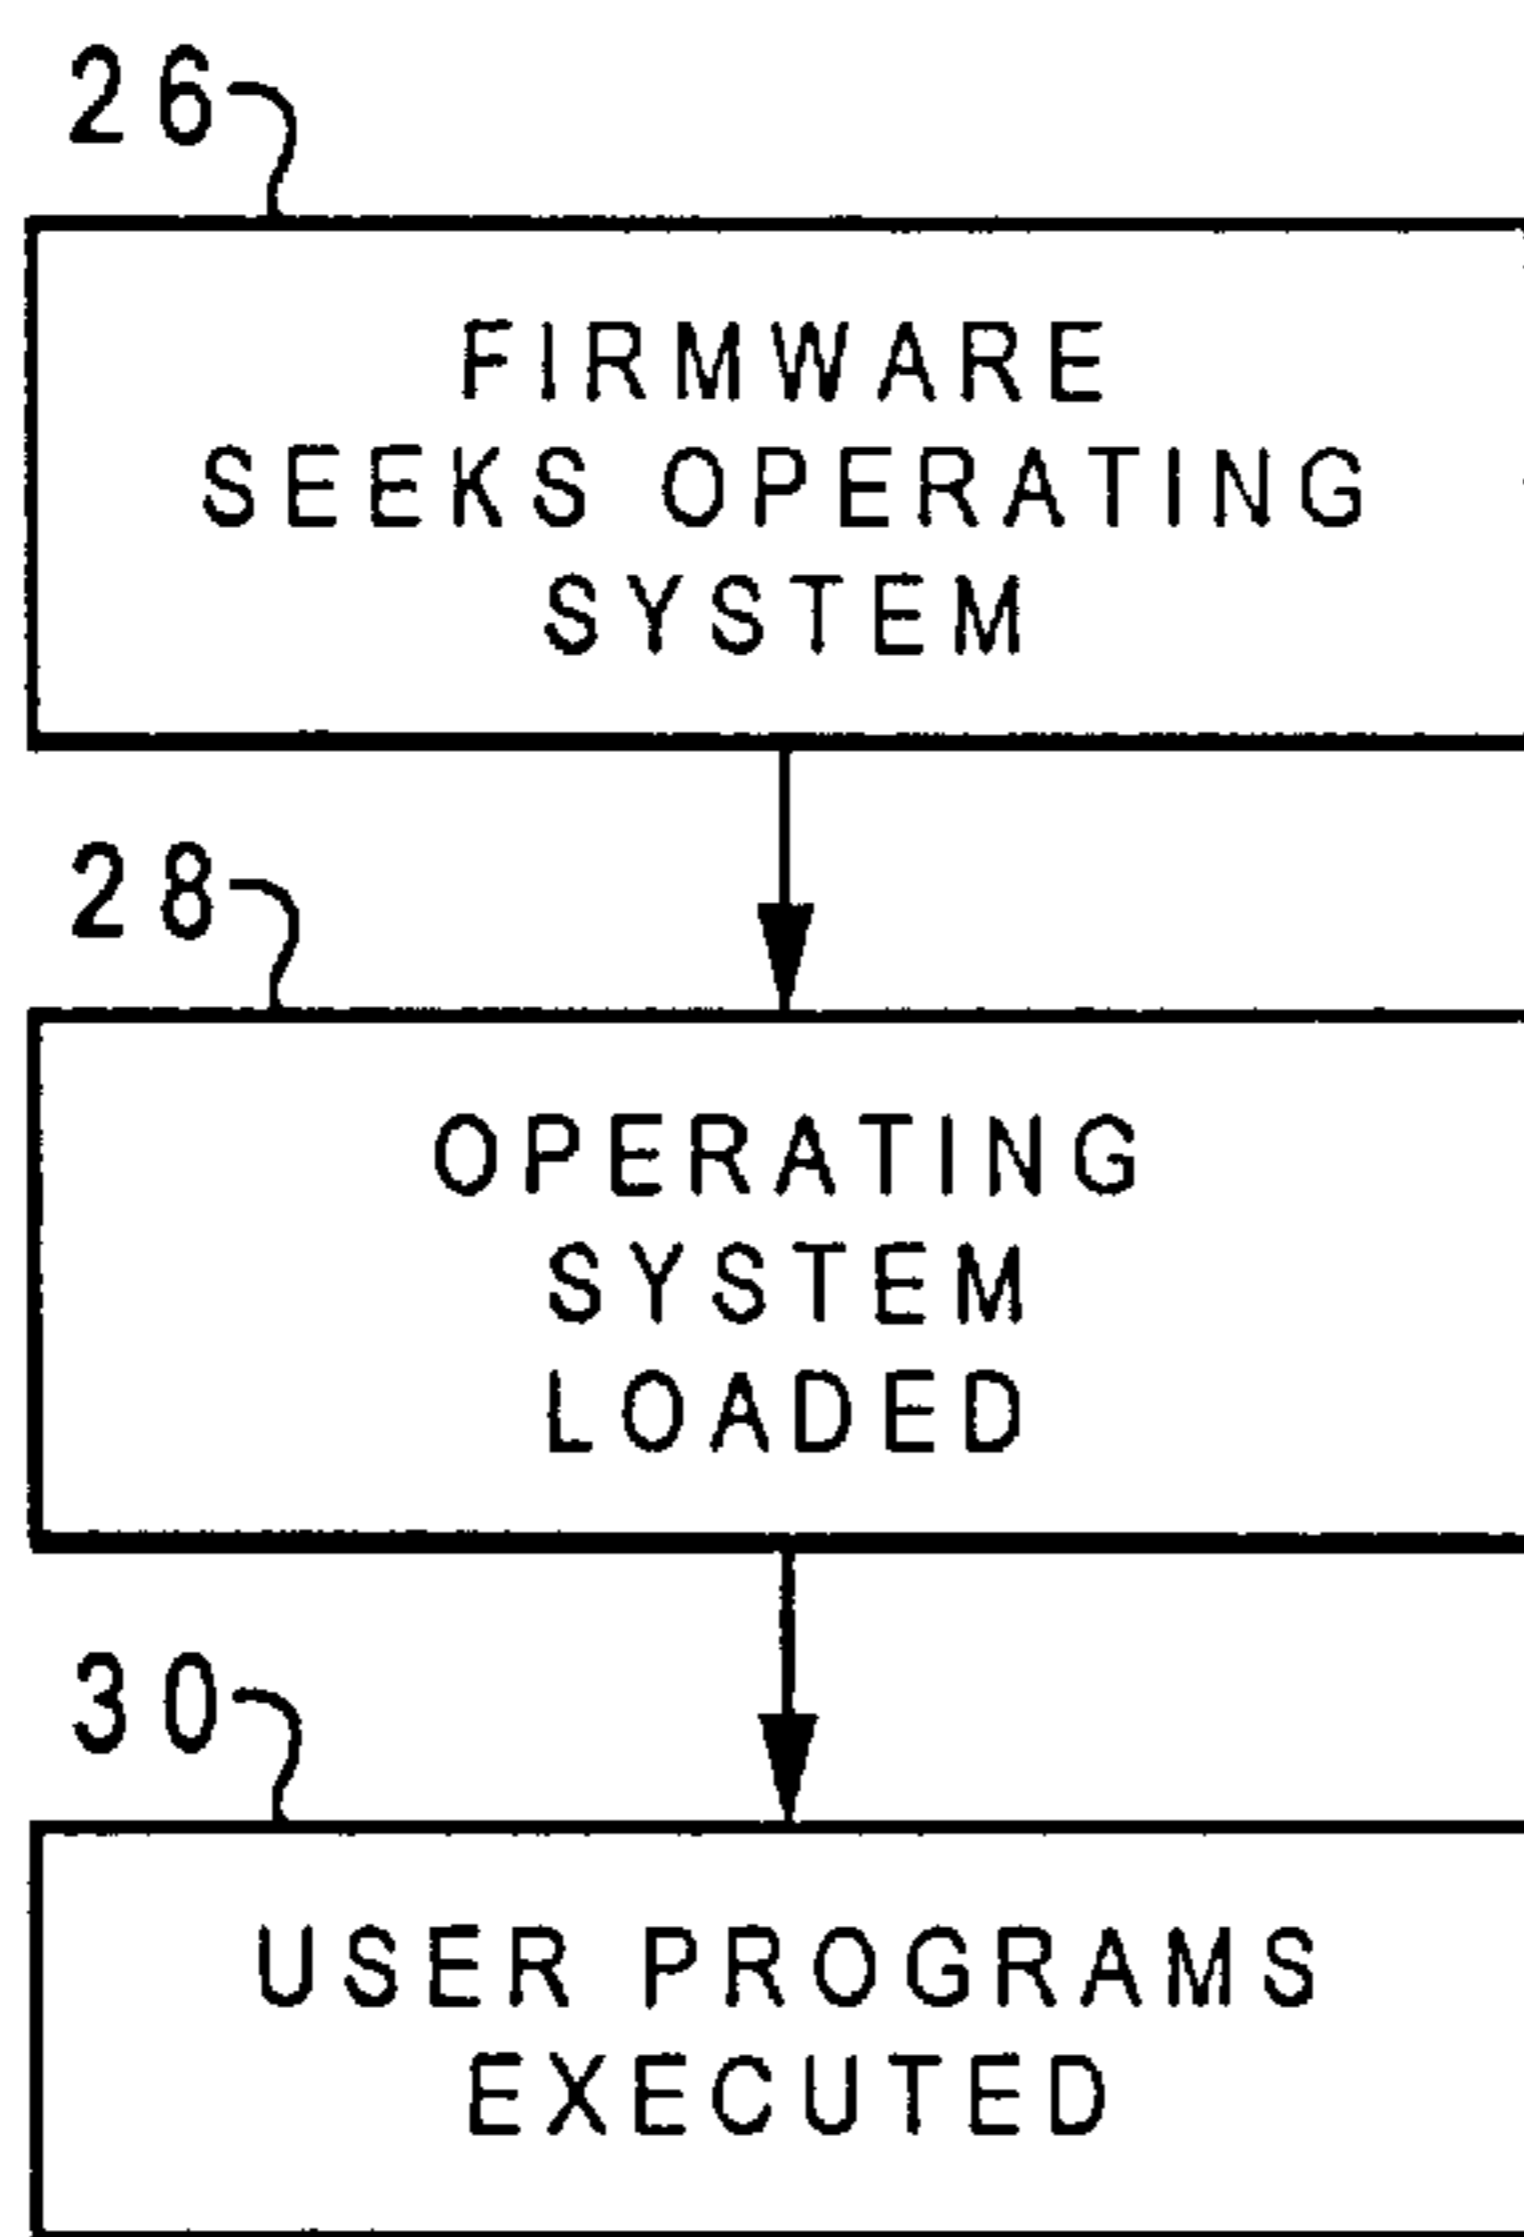 26
FIRMWARE
SEEKS OPERATING
SYSTEM
28
OPERATING
SYSTEM
LOADED
30
USER PROGRAMS
EXECUTED